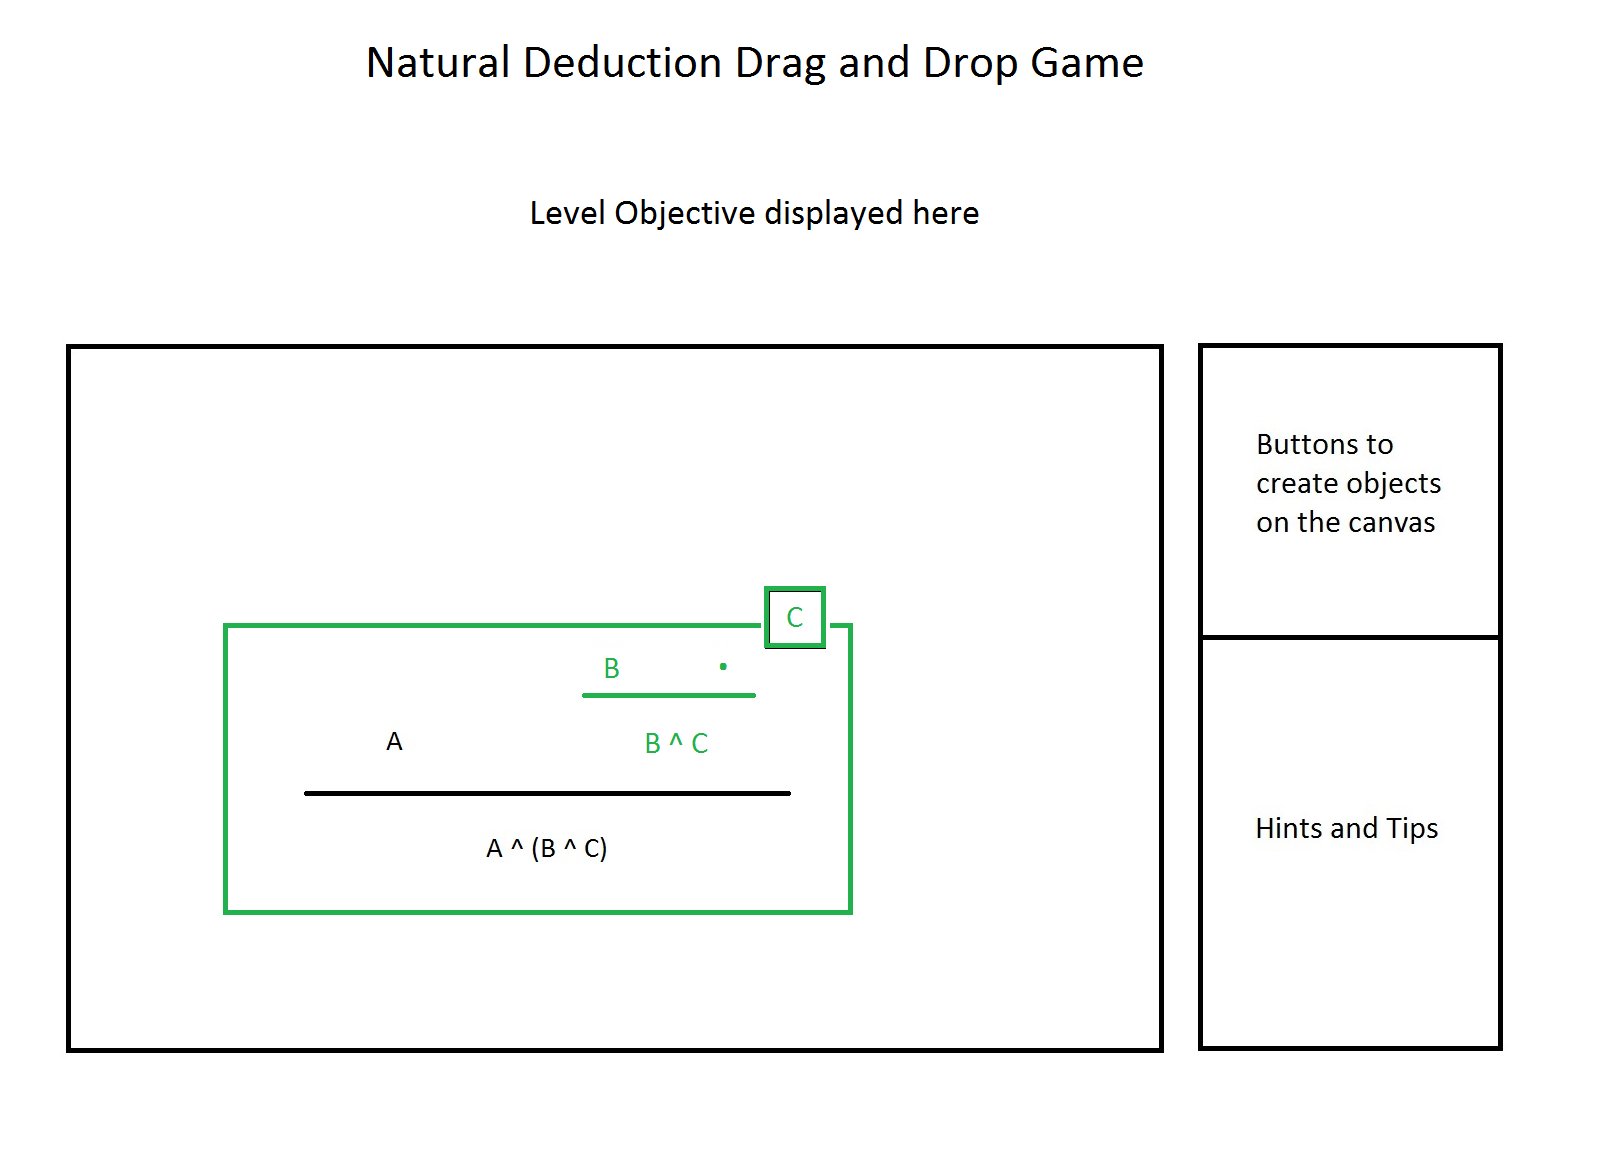 Natural Deduction Drag and Drop Game
Level Objective displayed here
C
B •
A
B ^ C
A ^ (B ^ C)
Buttons to
create objects
on the canvas
Hints and Tips